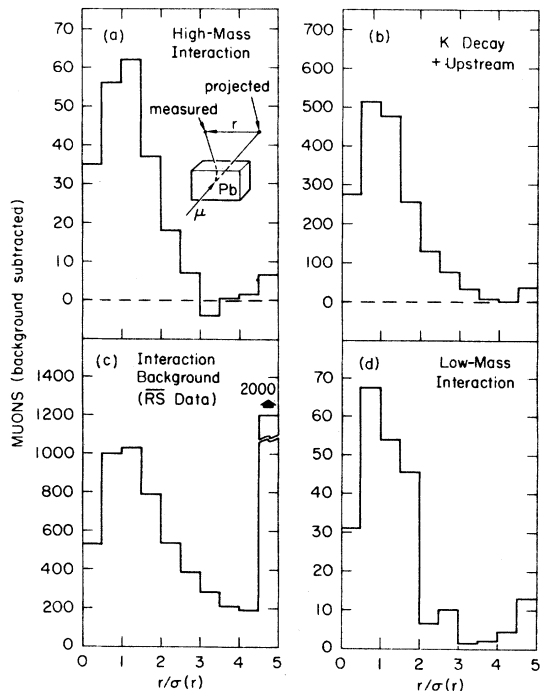 MUONS (background subtracted)
(a)
High-Mass
Interaction
projected
measured
r
Pb
μ
70
60
50
40
30
20
10
0
(b)
K Decay
+ Upstream
700
600
500
400
300
200
100
0
(c)
Interaction
Background
(R̅S̅ Data)
2000
1400
1200
1000
800
600
400
200
0
0 1 2 3 4 5
r/σ(r)
(d)
Low-Mass
Interaction
70
60
50
40
30
20
10
0
0 1 2 3 4 5
r/σ(r)